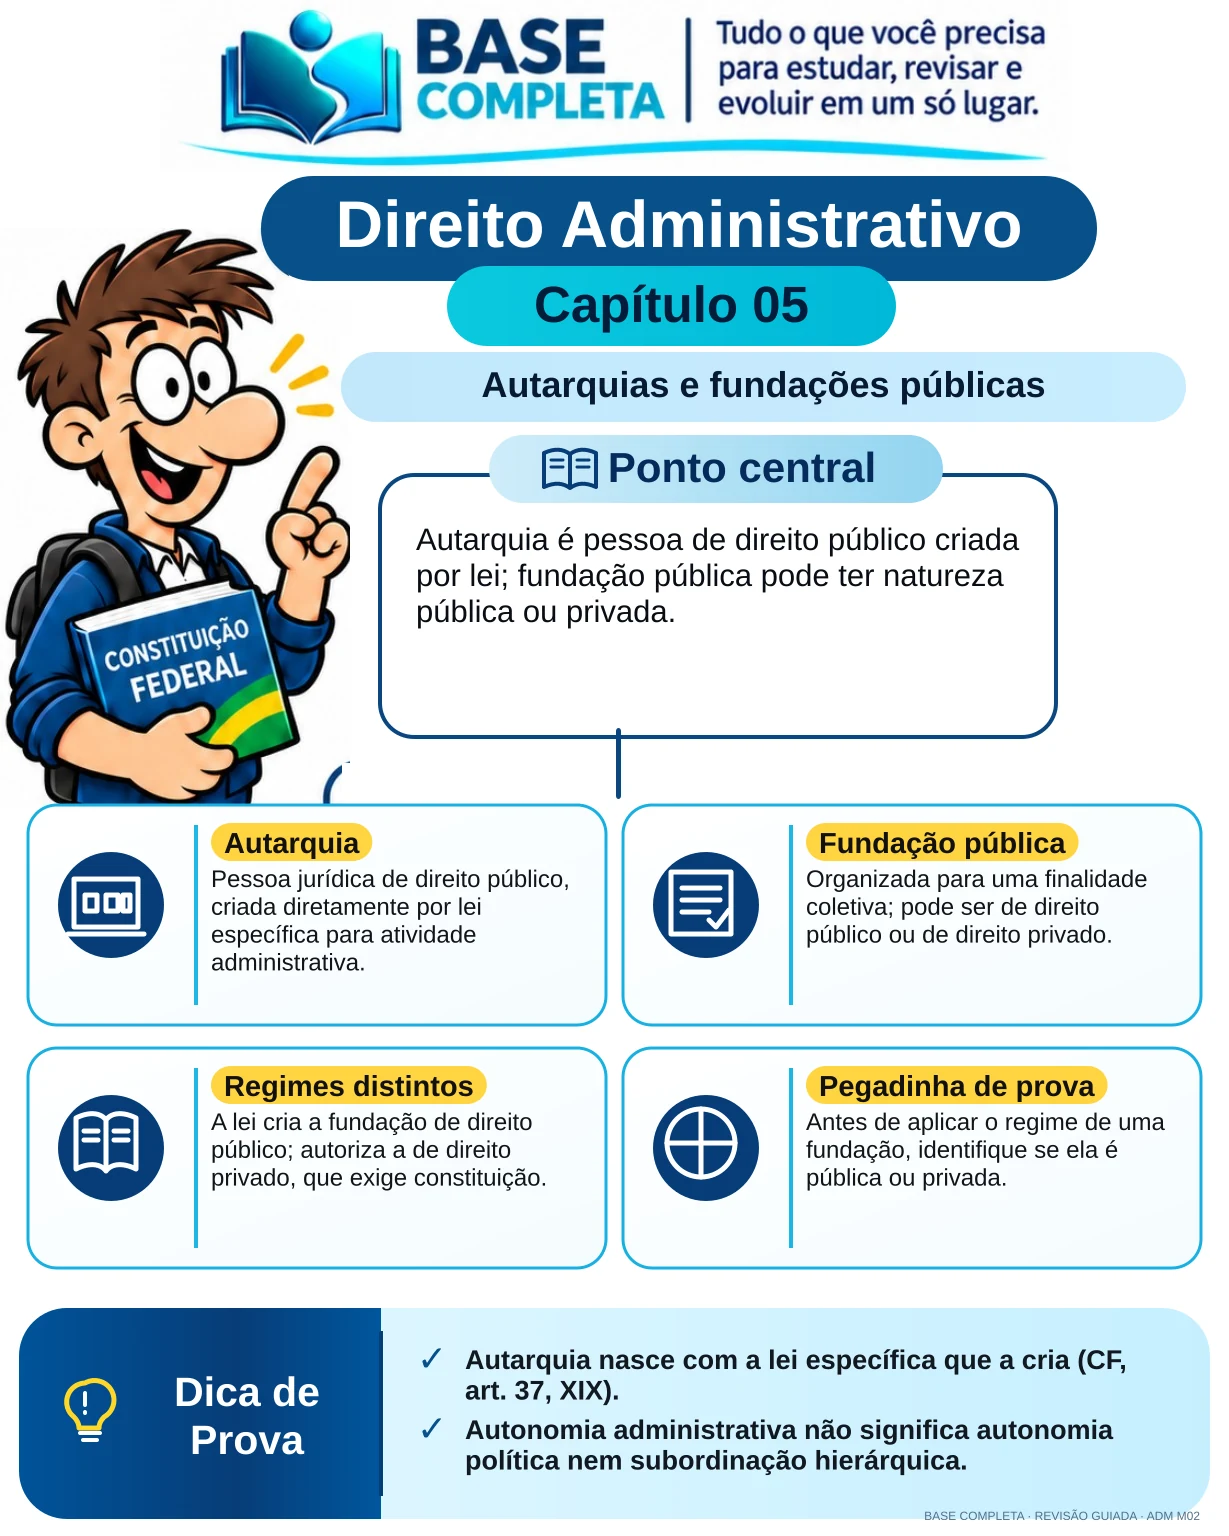 BASE
COMPLETA
Tudo o que você precisa
para estudar, revisar e
evoluir em um só lugar.
Direito Administrativo
Capítulo 05
Autarquias e fundações públicas
Ponto central
Autarquia é pessoa de direito público criada
por lei; fundação pública pode ter natureza
pública ou privada.
CONSTITUIÇÃO
FEDERAL
Autarquia
Pessoa jurídica de direito público,
criada diretamente por lei
específica para atividade
administrativa.
Fundação pública
Organizada para uma finalidade
coletiva; pode ser de direito
público ou de direito privado.
Regimes distintos
A lei cria a fundação de direito
público; autoriza a de direito
privado, que exige constituição.
Pegadinha de prova
Antes de aplicar o regime de uma
fundação, identifique se ela é
pública ou privada.
Dica de
Prova
✓ Autarquia nasce com a lei específica que a cria (CF,
art. 37, XIX).
✓ Autonomia administrativa não significa autonomia
política nem subordinação hierárquica.
BASE COMPLETA · REVISÃO GUIADA · ADM M02